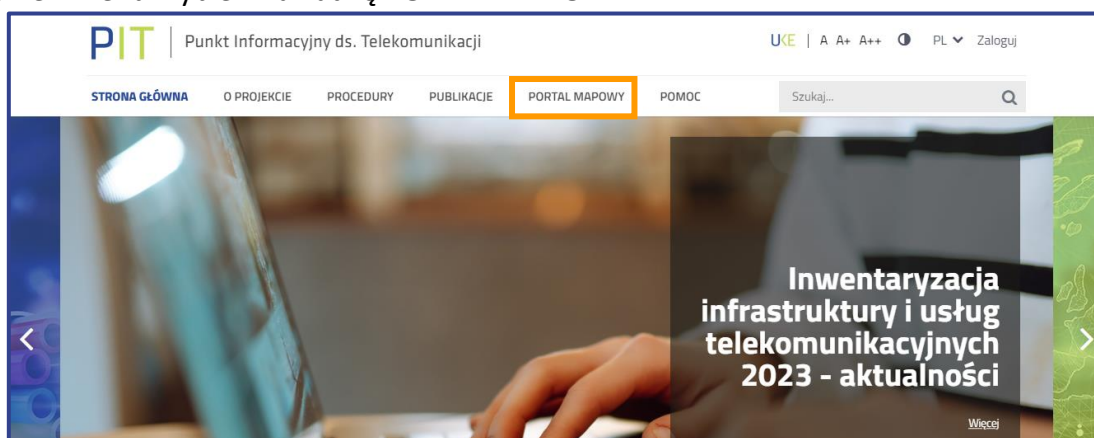 PIT | Punkt Informacyjny ds. Telekomunikacji
UKE | A A+ A++ PL Zaloguj
STRONA GŁÓWNA O PROJEKCIE PROCEDURY PUBLIKACJE PORTAL MAPOWY POMOC Szukaj...
Inwentaryzacja
infrastruktury i usług
telekomunikacyjnych
2023 - aktualności
Więcej